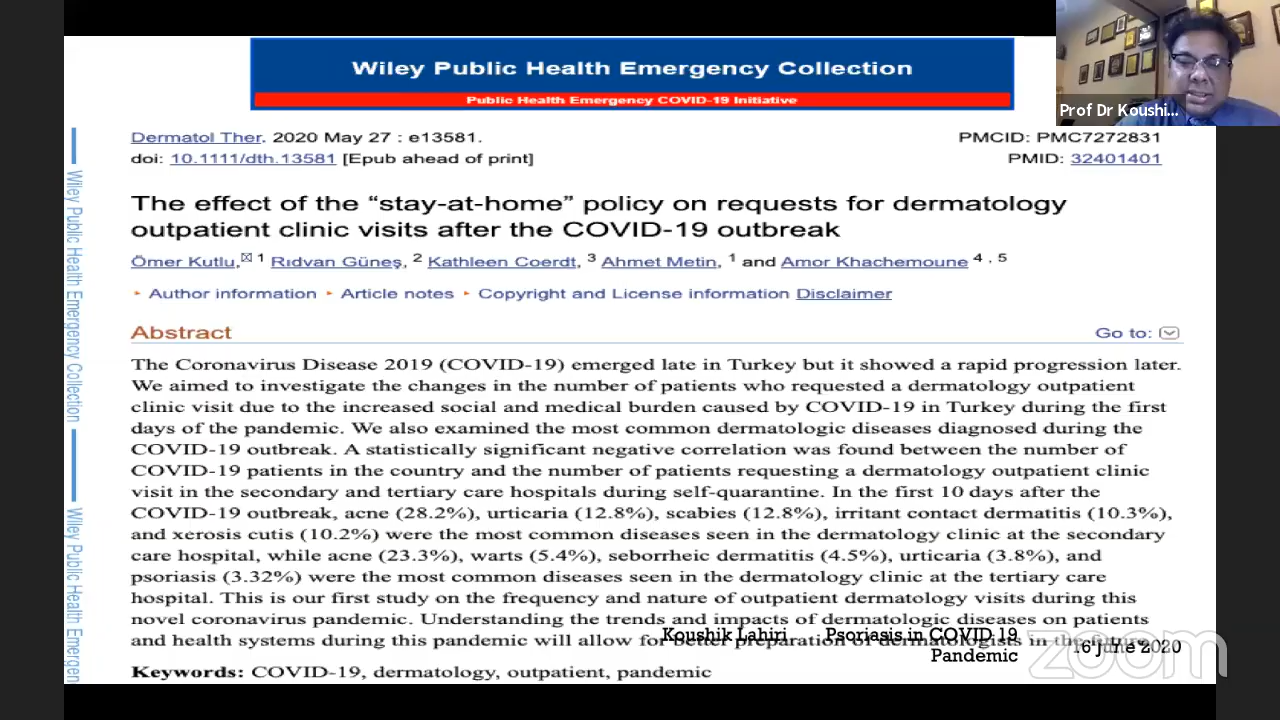 Wiley Public Health Emergency Collection
Public Health Emergency COVID-19 Initiative
Prof Dr Koushi...
Dermatol Ther. 2020 May 27 : e13581.
PMCID: PMC7272831
doi: 10.1111/dth.13581 [Epub ahead of print]
PMID: 32401401
The effect of the “stay-at-home” policy on requests for dermatology
outpatient clinic visits after the COVID-19 outbreak
Ömer Kutlu, 1 Rıdvan Güneş, 2 Kathleen Coerdt, 3 Ahmet Metin, 1 and Amor Khachemoune 4 , 5
Author information Article notes Copyright and License information Disclaimer
Abstract
Go to:
The Coronavirus Disease 2019 (COVID-19) emerged late in Turkey but it showed a rapid progression later.
We aimed to investigate the changes in the number of patients who requested a dermatology outpatient
clinic visit due to the increased social and medical burden caused by COVID-19 in Turkey during the first
days of the pandemic. We also examined the most common dermatologic diseases diagnosed during the
COVID-19 outbreak. A statistically significant negative correlation was found between the number of
COVID-19 patients in the country and the number of patients requesting a dermatology outpatient clinic
visit in the secondary and tertiary care hospitals during self-quarantine. In the first 10 days after the
COVID-19 outbreak, acne (28.2%), urticaria (12.8%), scabies (12.8%), irritant contact dermatitis (10.3%),
and xerosis cutis (10.2%) were the most common diseases seen in the dermatology clinic at the secondary
care hospital, while acne (23.3%), warts (5.4%), seborrheic dermatitis (4.5%), urticaria (3.8%), and
psoriasis (3.32%) were the most common diseases seen in the dermatology clinic at the tertiary care
hospital. This is our first study on the frequency and nature of outpatient dermatology visits during this
novel coronavirus pandemic. Understanding the trends and impacts of dermatologic diseases on patients
and health systems during this pandemic will allow for better preparation of dermatologists in the future.
Koushik Lahiri
Psoriasis in COVID 19
Pandemic
16 June 2020
zoom
Keywords: COVID-19, dermatology, outpatient, pandemic
Wiley Public Health Emergency Collection
Wiley Public Health Emergen